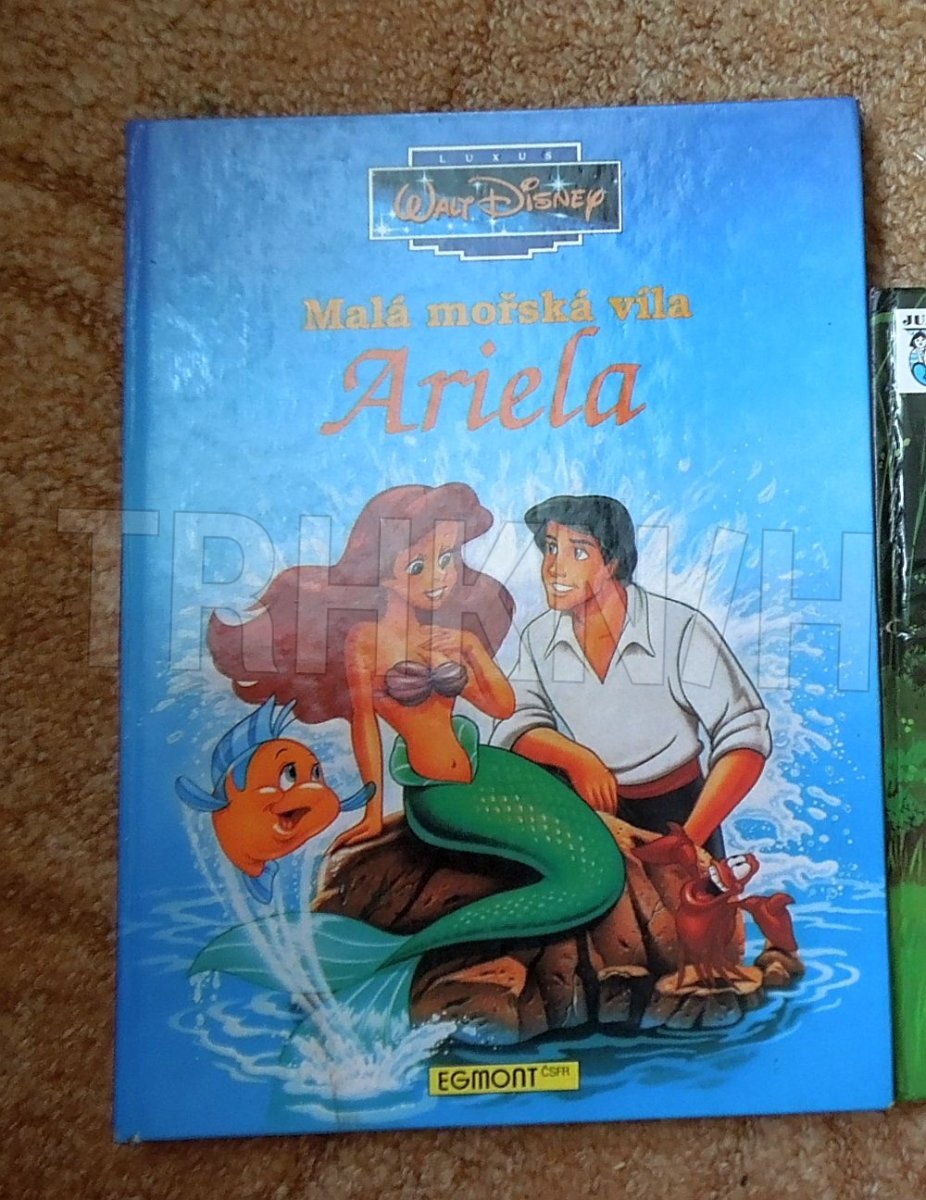 LUXUS
WALT DISNEY
Malá mořská víla
Ariela
JU
TRHKNIH
EGMONT ČSFR